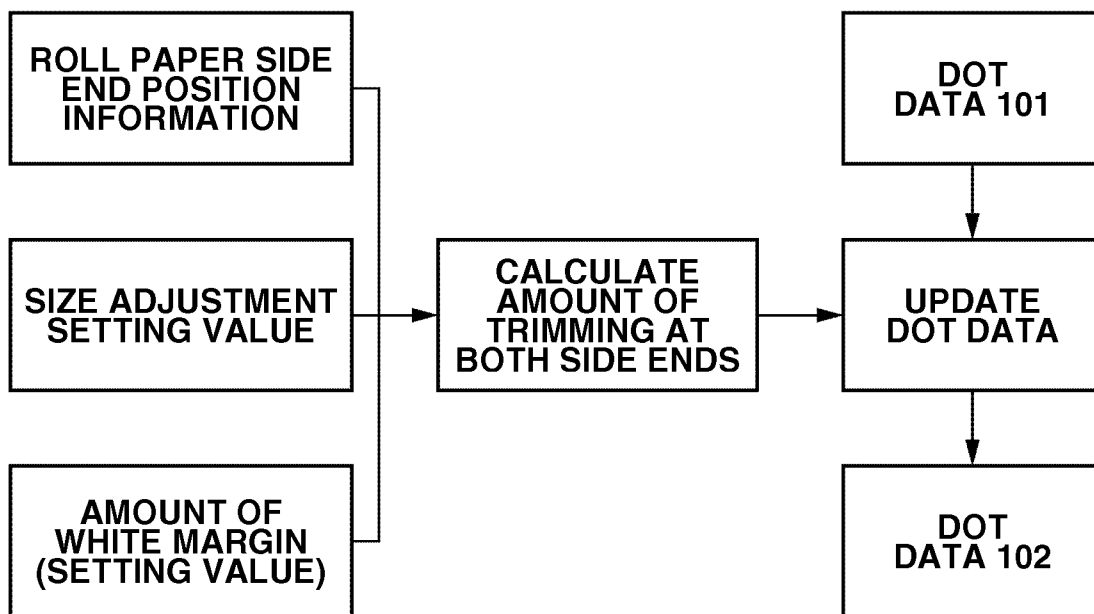 ROLL PAPER SIDE
END POSITION
INFORMATION
SIZE ADJUSTMENT
SETTING VALUE
AMOUNT OF
WHITE MARGIN
(SETTING VALUE)
CALCULATE
AMOUNT OF
TRIMMING AT
BOTH SIDE ENDS
DOT
DATA 101
UPDATE
DOT DATA
DOT
DATA 102